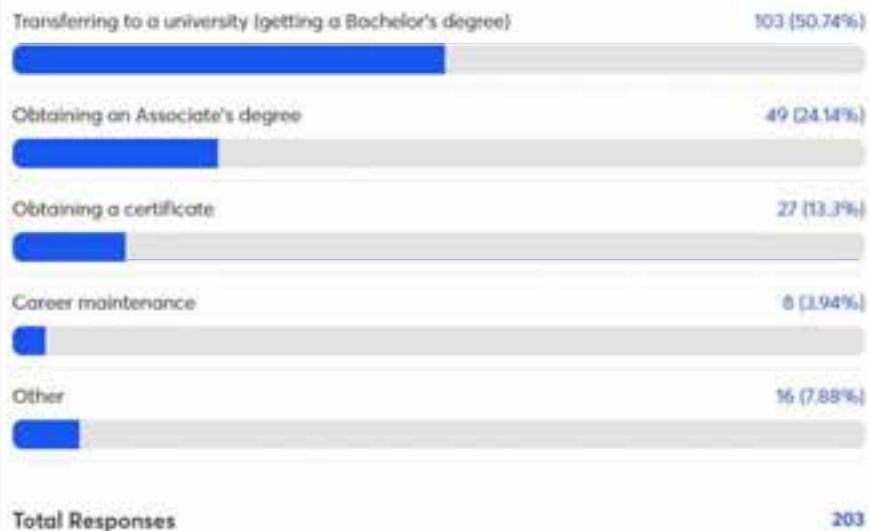 Transferring to a university (getting a Bachelor's degree) 103 (50.74%)
Obtaining an Associate's degree 49 (24.14%)
Obtaining a certificate 27 (13.3%)
Career maintenance 8 (3.94%)
Other 16 (7.88%)
Total Responses 203